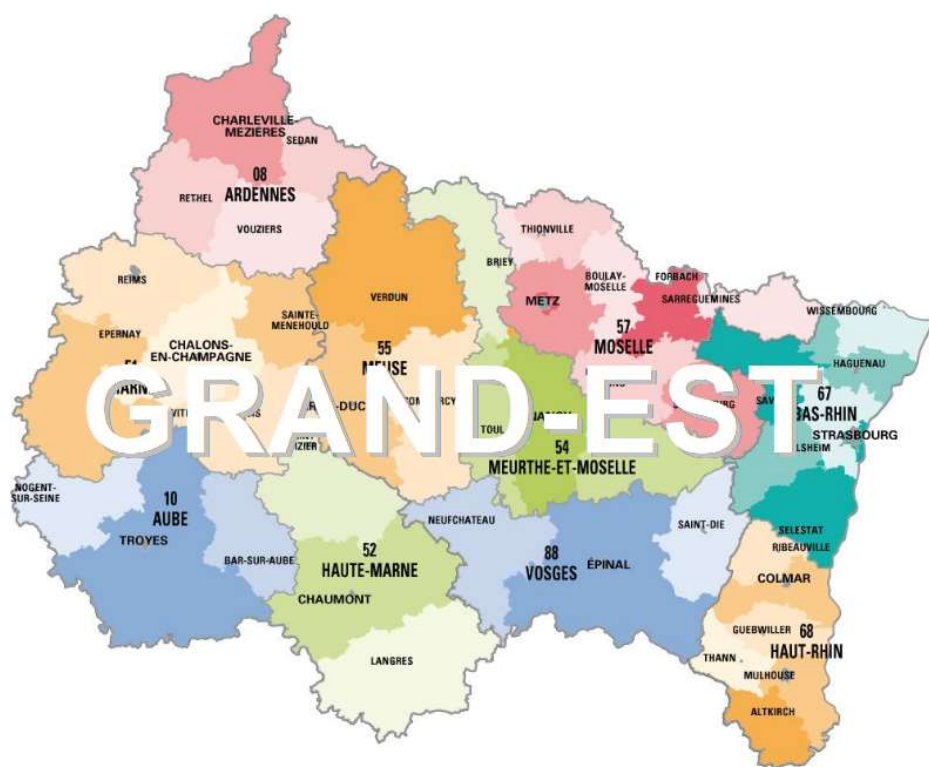 CHARLEVILLE-
MEZIÈRES
SEDAN
08
ARDENNES
RETHEL
VOUZIERS
THIONVILLE
BRIEY
REIMS
BOULAY-
MOSELLE
FORBACH
METZ
SARREGUEMINES
VERDUN
WISSEMBOURG
SAINTE-
MENEHOULD
EPERNAY
57
MOSELLE
CHALONS-
EN-CHAMPAGNE
55
MEUSE
HAGUENAU
67
BAS-RHIN
GRAND-EST
TOUL
STRASBOURG
54
MEURTHE-ET-MOSELLE
NOGENT-
SUR-SEINE
10
AUBE
TROYES
NEUFCHATEAU
SAINT-DIE
SELESTAT
RIBEAUVILLE
BAR-SUR-AUBE
52
HAUTE-MARNE
88
VOSGES
ÉPINAL
COLMAR
CHAUMONT
GUEBWILLER
68
HAUT-RHIN
LANGRES
THANN
MULHOUSE
ALTKIRCH